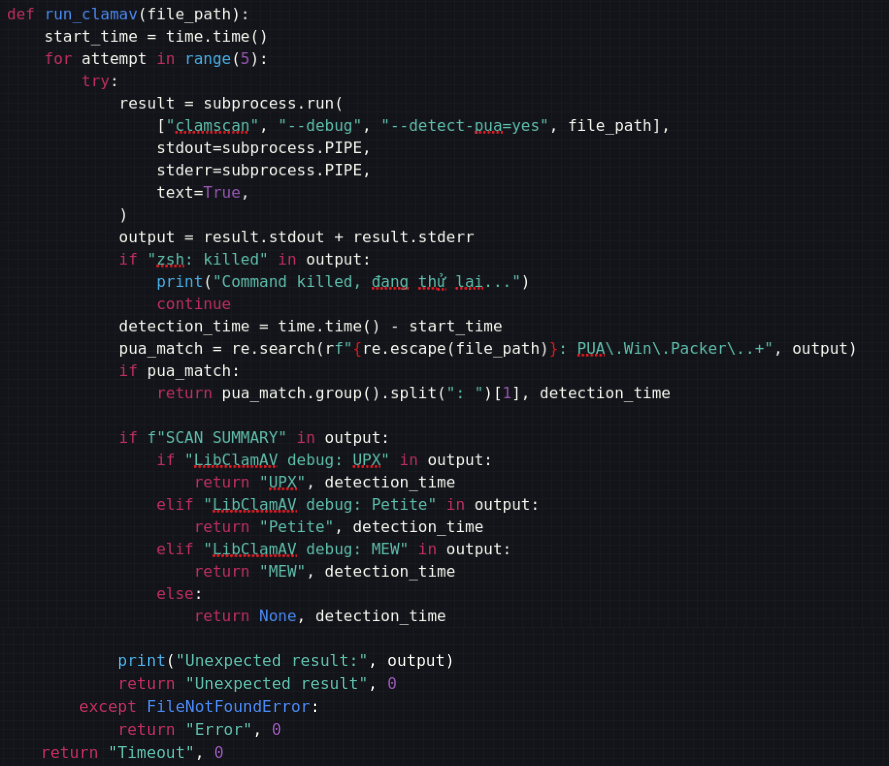 def run_clamav(file_path):
    start_time = time.time()
    for attempt in range(5):
        try:
            result = subprocess.run(
                ["clamscan", "--debug", "--detect-pua=yes", file_path],
                stdout=subprocess.PIPE,
                stderr=subprocess.PIPE,
                text=True,
            )
            output = result.stdout + result.stderr
            if "zsh: killed" in output:
                print("Command killed, đang thử lại...")
                continue
            detection_time = time.time() - start_time
            pua_match = re.search(rf"{re.escape(file_path)}: PUA\.Win\.Packer\..+", output)
            if pua_match:
                return pua_match.group().split(": ")[1], detection_time

            if f"SCAN SUMMARY" in output:
                if "LibClamAV debug: UPX" in output:
                    return "UPX", detection_time
                elif "LibClamAV debug: Petite" in output:
                    return "Petite", detection_time
                elif "LibClamAV debug: MEW" in output:
                    return "MEW", detection_time
                else:
                    return None, detection_time

            print("Unexpected result:", output)
            return "Unexpected result", 0
        except FileNotFoundError:
            return "Error", 0
    return "Timeout", 0